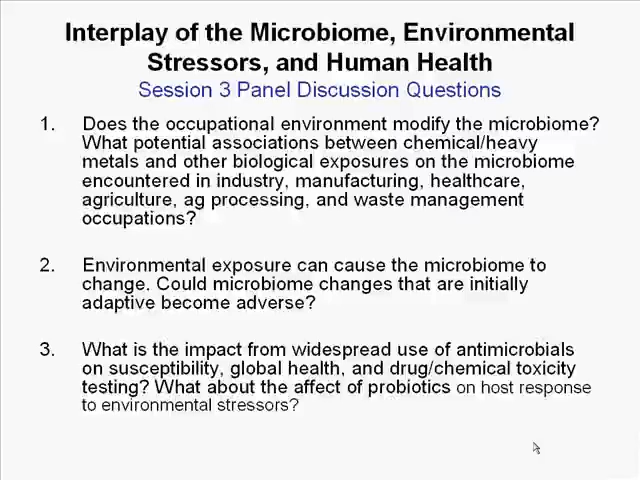 Interplay of the Microbiome, Environmental
Stressors, and Human Health
Session 3 Panel Discussion Questions
1. Does the occupational environment modify the microbiome?
What potential associations between chemical/heavy
metals and other biological exposures on the microbiome
encountered in industry, manufacturing, healthcare,
agriculture, ag processing, and waste management
occupations?
2. Environmental exposure can cause the microbiome to
change. Could microbiome changes that are initially
adaptive become adverse?
3. What is the impact from widespread use of antimicrobials
on susceptibility, global health, and drug/chemical toxicity
testing? What about the affect of probiotics on host response
to environmental stressors?